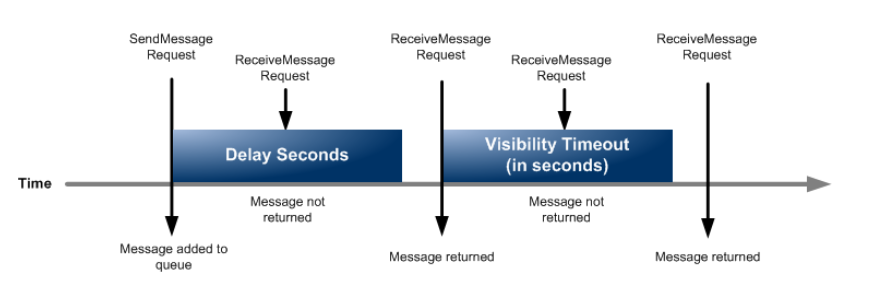 SendMessage
Request
ReceiveMessage
Request
ReceiveMessage
Request
ReceiveMessage
Request
ReceiveMessage
Request
Delay Seconds
Visibility Timeout
(in seconds)
Time
Message not
returned
Message not
returned
Message added to
queue
Message returned
Message returned